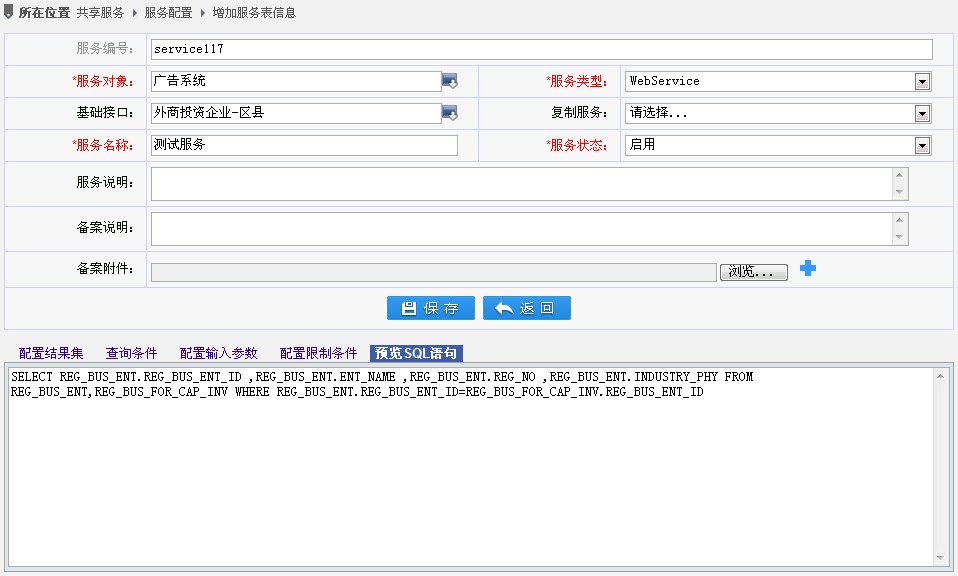 所在位置 共享服务 服务配置 增加服务表信息
服务编号: service117
*服务对象: 广告系统 *服务类型: WebService
基础接口: 外商投资企业-区县 复制服务: 请选择...
*服务名称: 测试服务 *服务状态: 启用
服务说明:
备案说明:
备案附件: 浏览...
保存 返回
配置结果集 查询条件 配置输入参数 配置限制条件 预览SQL语句
SELECT REG_BUS_ENT.REG_BUS_ENT_ID ,REG_BUS_ENT.ENT_NAME ,REG_BUS_ENT.REG_NO ,REG_BUS_ENT.INDUSTRY_PHY FROM
REG_BUS_ENT,REG_BUS_FOR_CAP_INV WHERE REG_BUS_ENT.REG_BUS_ENT_ID=REG_BUS_FOR_CAP_INV.REG_BUS_ENT_ID